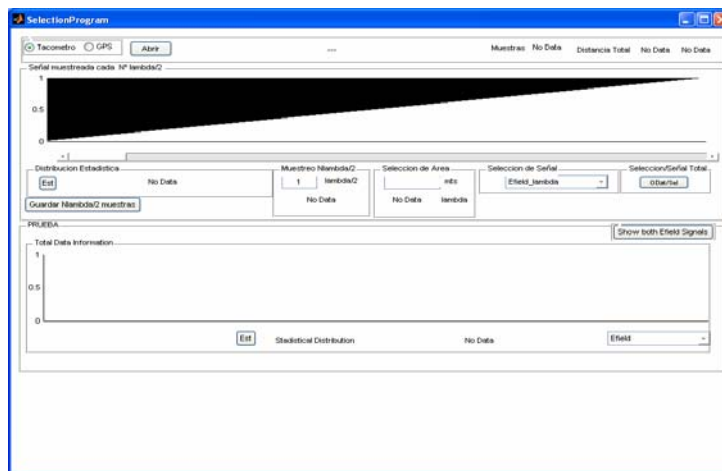 SelectionProgram
Tacometro GPS Abrir --- Muestras No Data Distancia Total No Data No Data
Señal muestreada cada Nº lambda/2
1
0.5
0
Distribucion Estadistica Muestreo Nlambda/2 Seleccion de Area Seleccion de Señal Seleccion/Señal Total
Est No Data 1 lambda/2 mts Efield_lambda
Guardar Nlambda/2 muestras No Data No Data lambda
PRUEBA Show both Efield Signals
Total Data Information
1
0.5
0
Est Stadistical Distribution No Data Efield